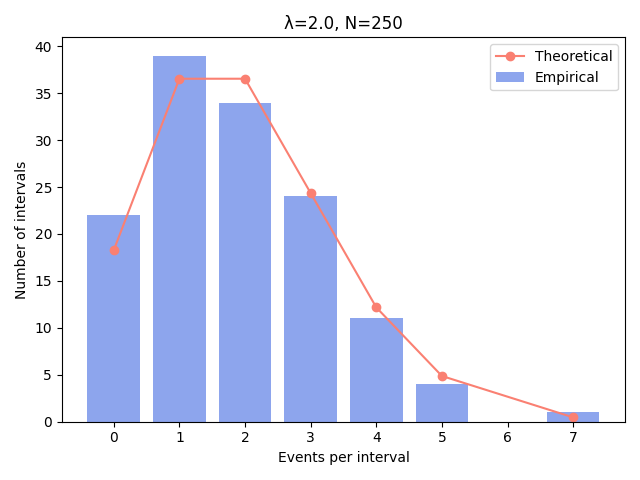 λ=2.0, N=250
Theoretical
Empirical
Number of intervals
40
35
30
25
20
15
10
5
0
0 1 2 3 4 5 6 7
Events per interval